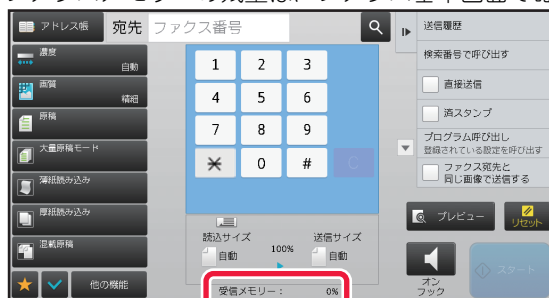 アドレス帳
宛先
ファクス番号
濃度
自動
画質
精細
原稿
大量原稿モード
薄紙読み込み
厚紙読み込み
混載原稿
他の機能
1 2 3
4 5 6
7 8 9
0 # C
読込サイズ
自動
100%
送信サイズ
自動
受信メモリー： 0%
送信履歴
検索番号で呼び出す
直接送信
済スタンプ
プログラム呼び出し
登録されている設定を呼び出す
ファクス宛先と
同じ画像で送信する
プレビュー
リセット
オン
フック
スタート